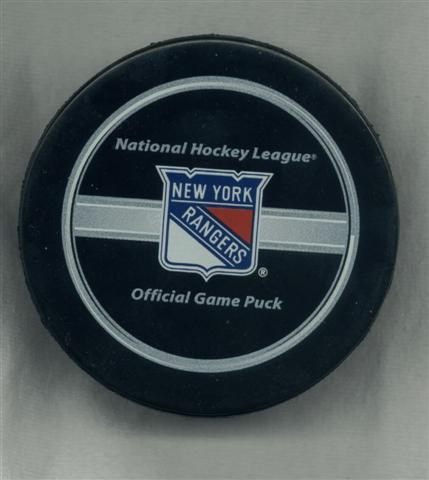 National Hockey League®
NEW YORK
RANGERS
®
Official Game Puck